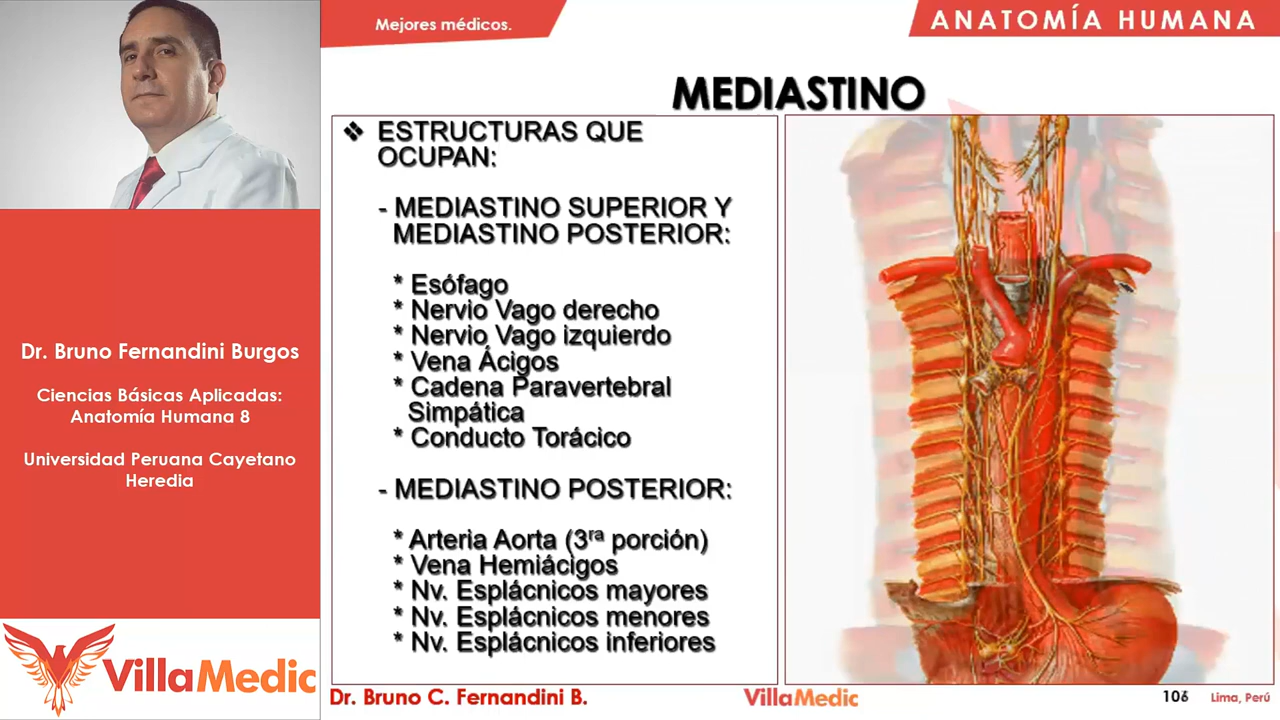 Mejores médicos.
ANATOMÍA HUMANA
MEDIASTINO
❖ ESTRUCTURAS QUE
OCUPAN:
- MEDIASTINO SUPERIOR Y
MEDIASTINO POSTERIOR:
* Esófago
* Nervio Vago derecho
* Nervio Vago izquierdo
* Vena Ácigos
* Cadena Paravertebral
Simpática
* Conducto Torácico
- MEDIASTINO POSTERIOR:
* Arteria Aorta (3ra porción)
* Vena Hemiácigos
* Nv. Esplácnicos mayores
* Nv. Esplácnicos menores
* Nv. Esplácnicos inferiores
Dr. Bruno Fernandini Burgos
Ciencias Básicas Aplicadas:
Anatomía Humana 8
Universidad Peruana Cayetano
Heredia
VillaMedic
Dr. Bruno C. Fernandini B.
VillaMedic
106
Lima, Perú